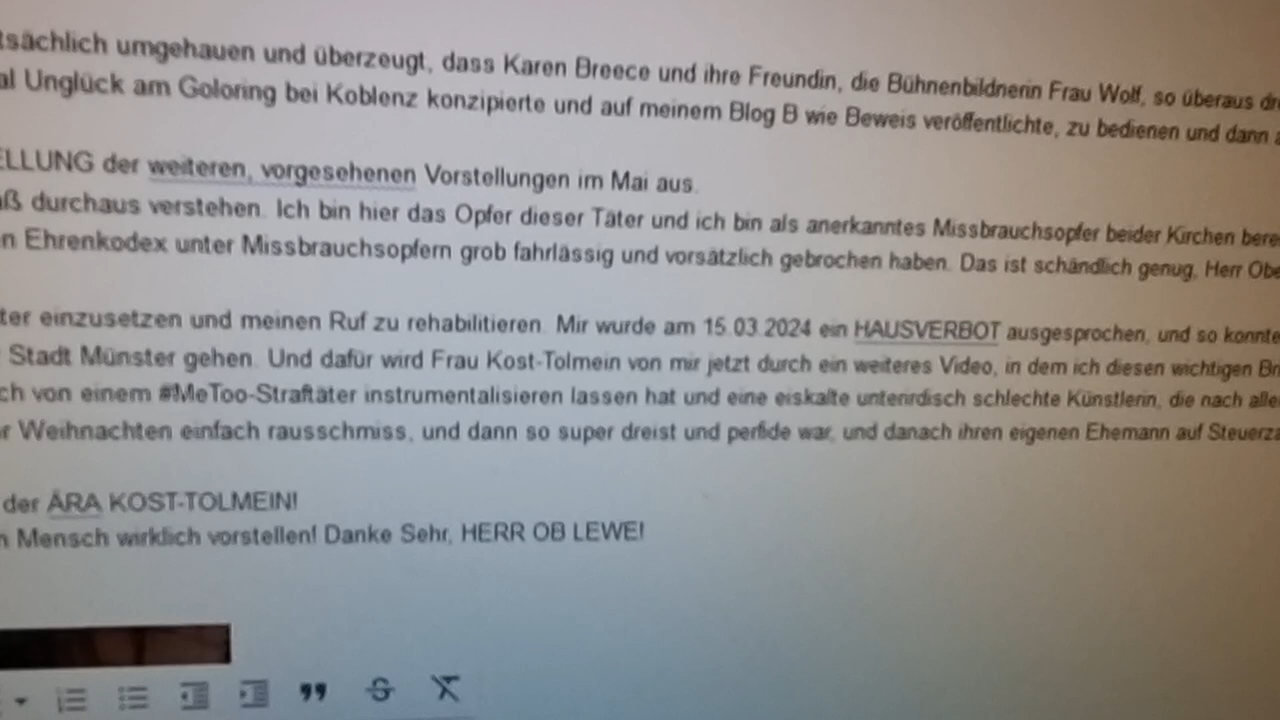 tsächlich umgehauen und überzeugt, dass Karen Breece und ihre Freundin, die Bühnenbildnerin Frau Wolf, so überaus
al Unglück am Goloring bei Koblenz konzipierte und auf meinem Blog B wie Beweis veröffentlichte, zu bedienen und dann
ELLUNG der weiteren, vorgesehenen Vorstellungen im Mai aus.
durchaus verstehen. Ich bin hier das Opfer dieser Täter und ich bin als anerkanntes Missbrauchsopfer beider Kirchen bere
n Ehrenkodex unter Missbrauchsopfern grob fahrlässig und vorsätzlich gebrochen haben. Das ist schändlich genug, Herr Obe
ter einzusetzen und meinen Ruf zu rehabilitieren. Mir wurde am 15.03.2024 ein HAUSVERBOT ausgesprochen, und so konnte
Stadt Münster gehen. Und dafür wird Frau Kost-Tolmein von mir jetzt durch ein weiteres Video, in dem ich diesen wichtigen
ch von einem #MeToo-Straftäter instrumentalisieren lassen hat und eine eiskalte unterirdisch schlechte Künstlerin, die nach alle
r Weihnachten einfach rausschmiss, und dann so super dreist und perfide war, und danach ihren eigenen Ehemann auf Steuerza
der ÄRA KOST-TOLMEIN!
n Mensch wirklich vorstellen! Danke Sehr, HERR OB LEWE!